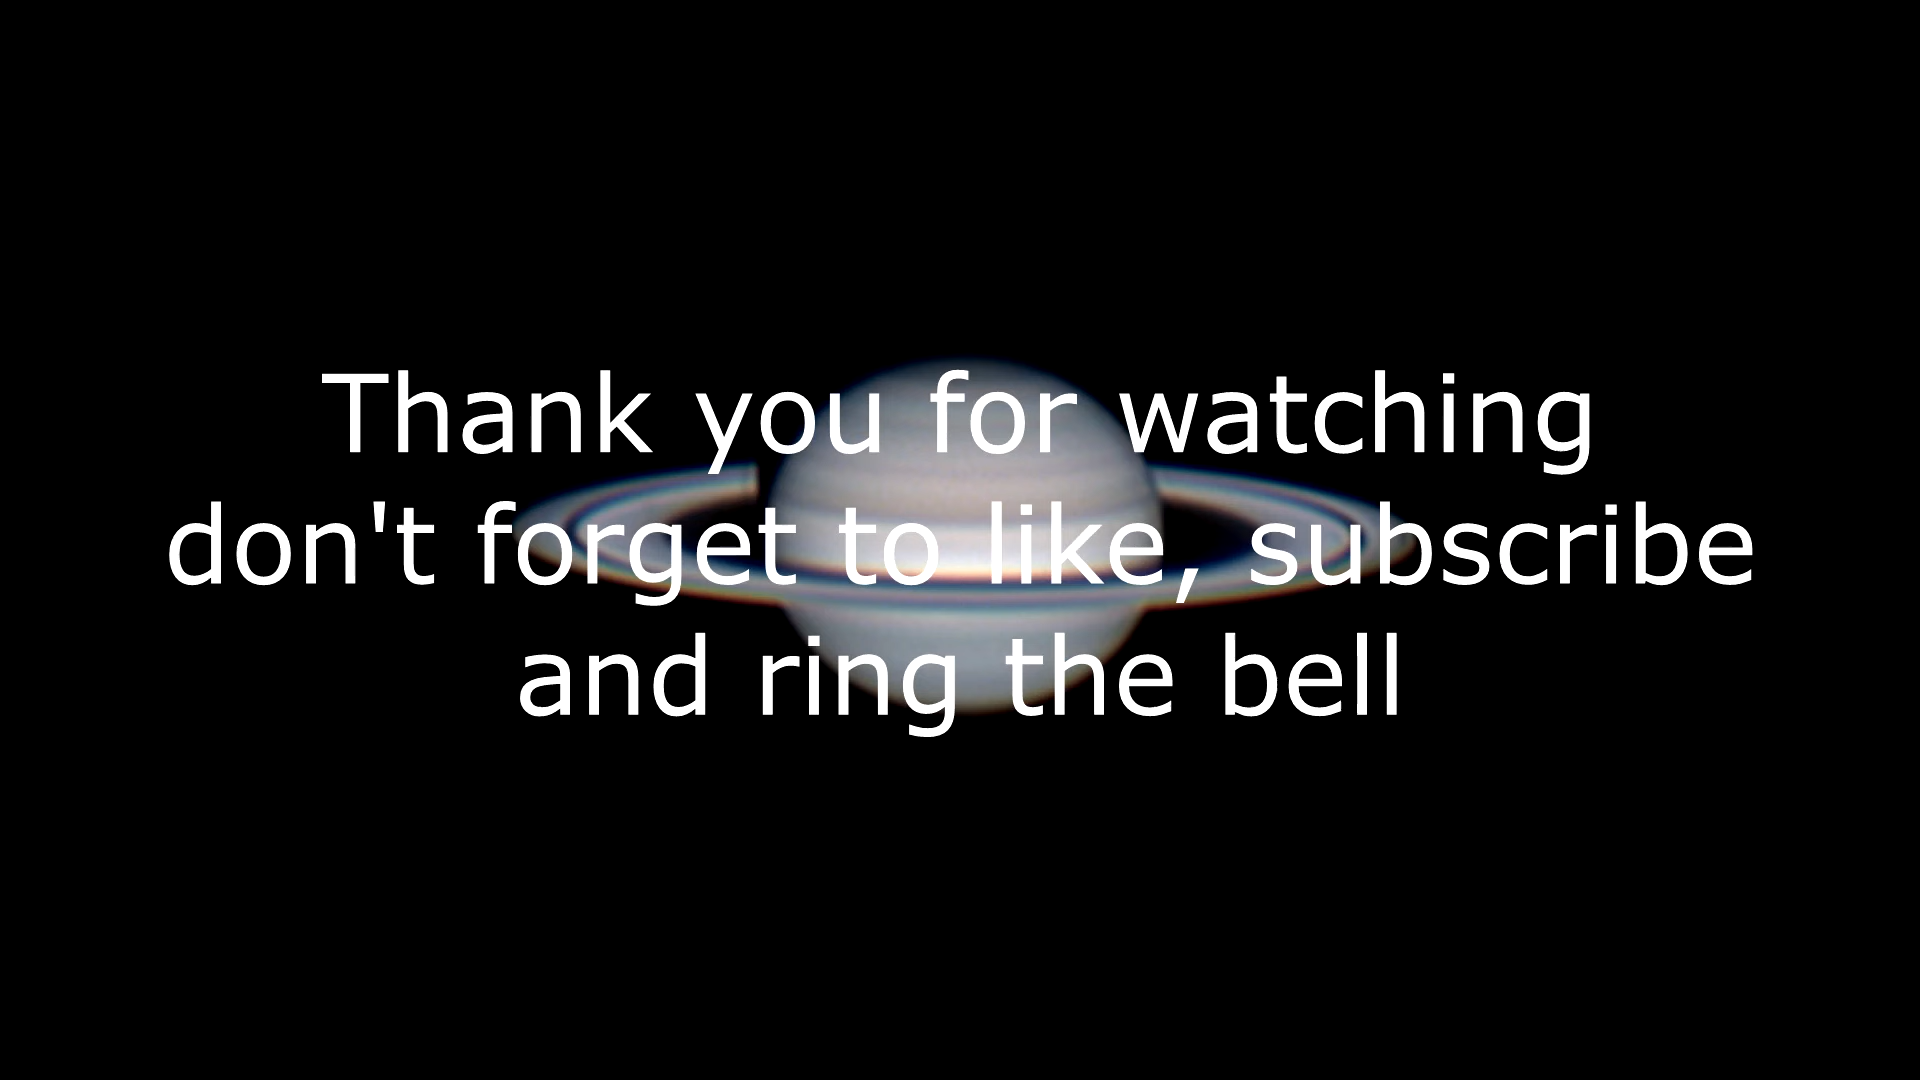 Thank you for watching
don't forget to like, subscribe
and ring the bell